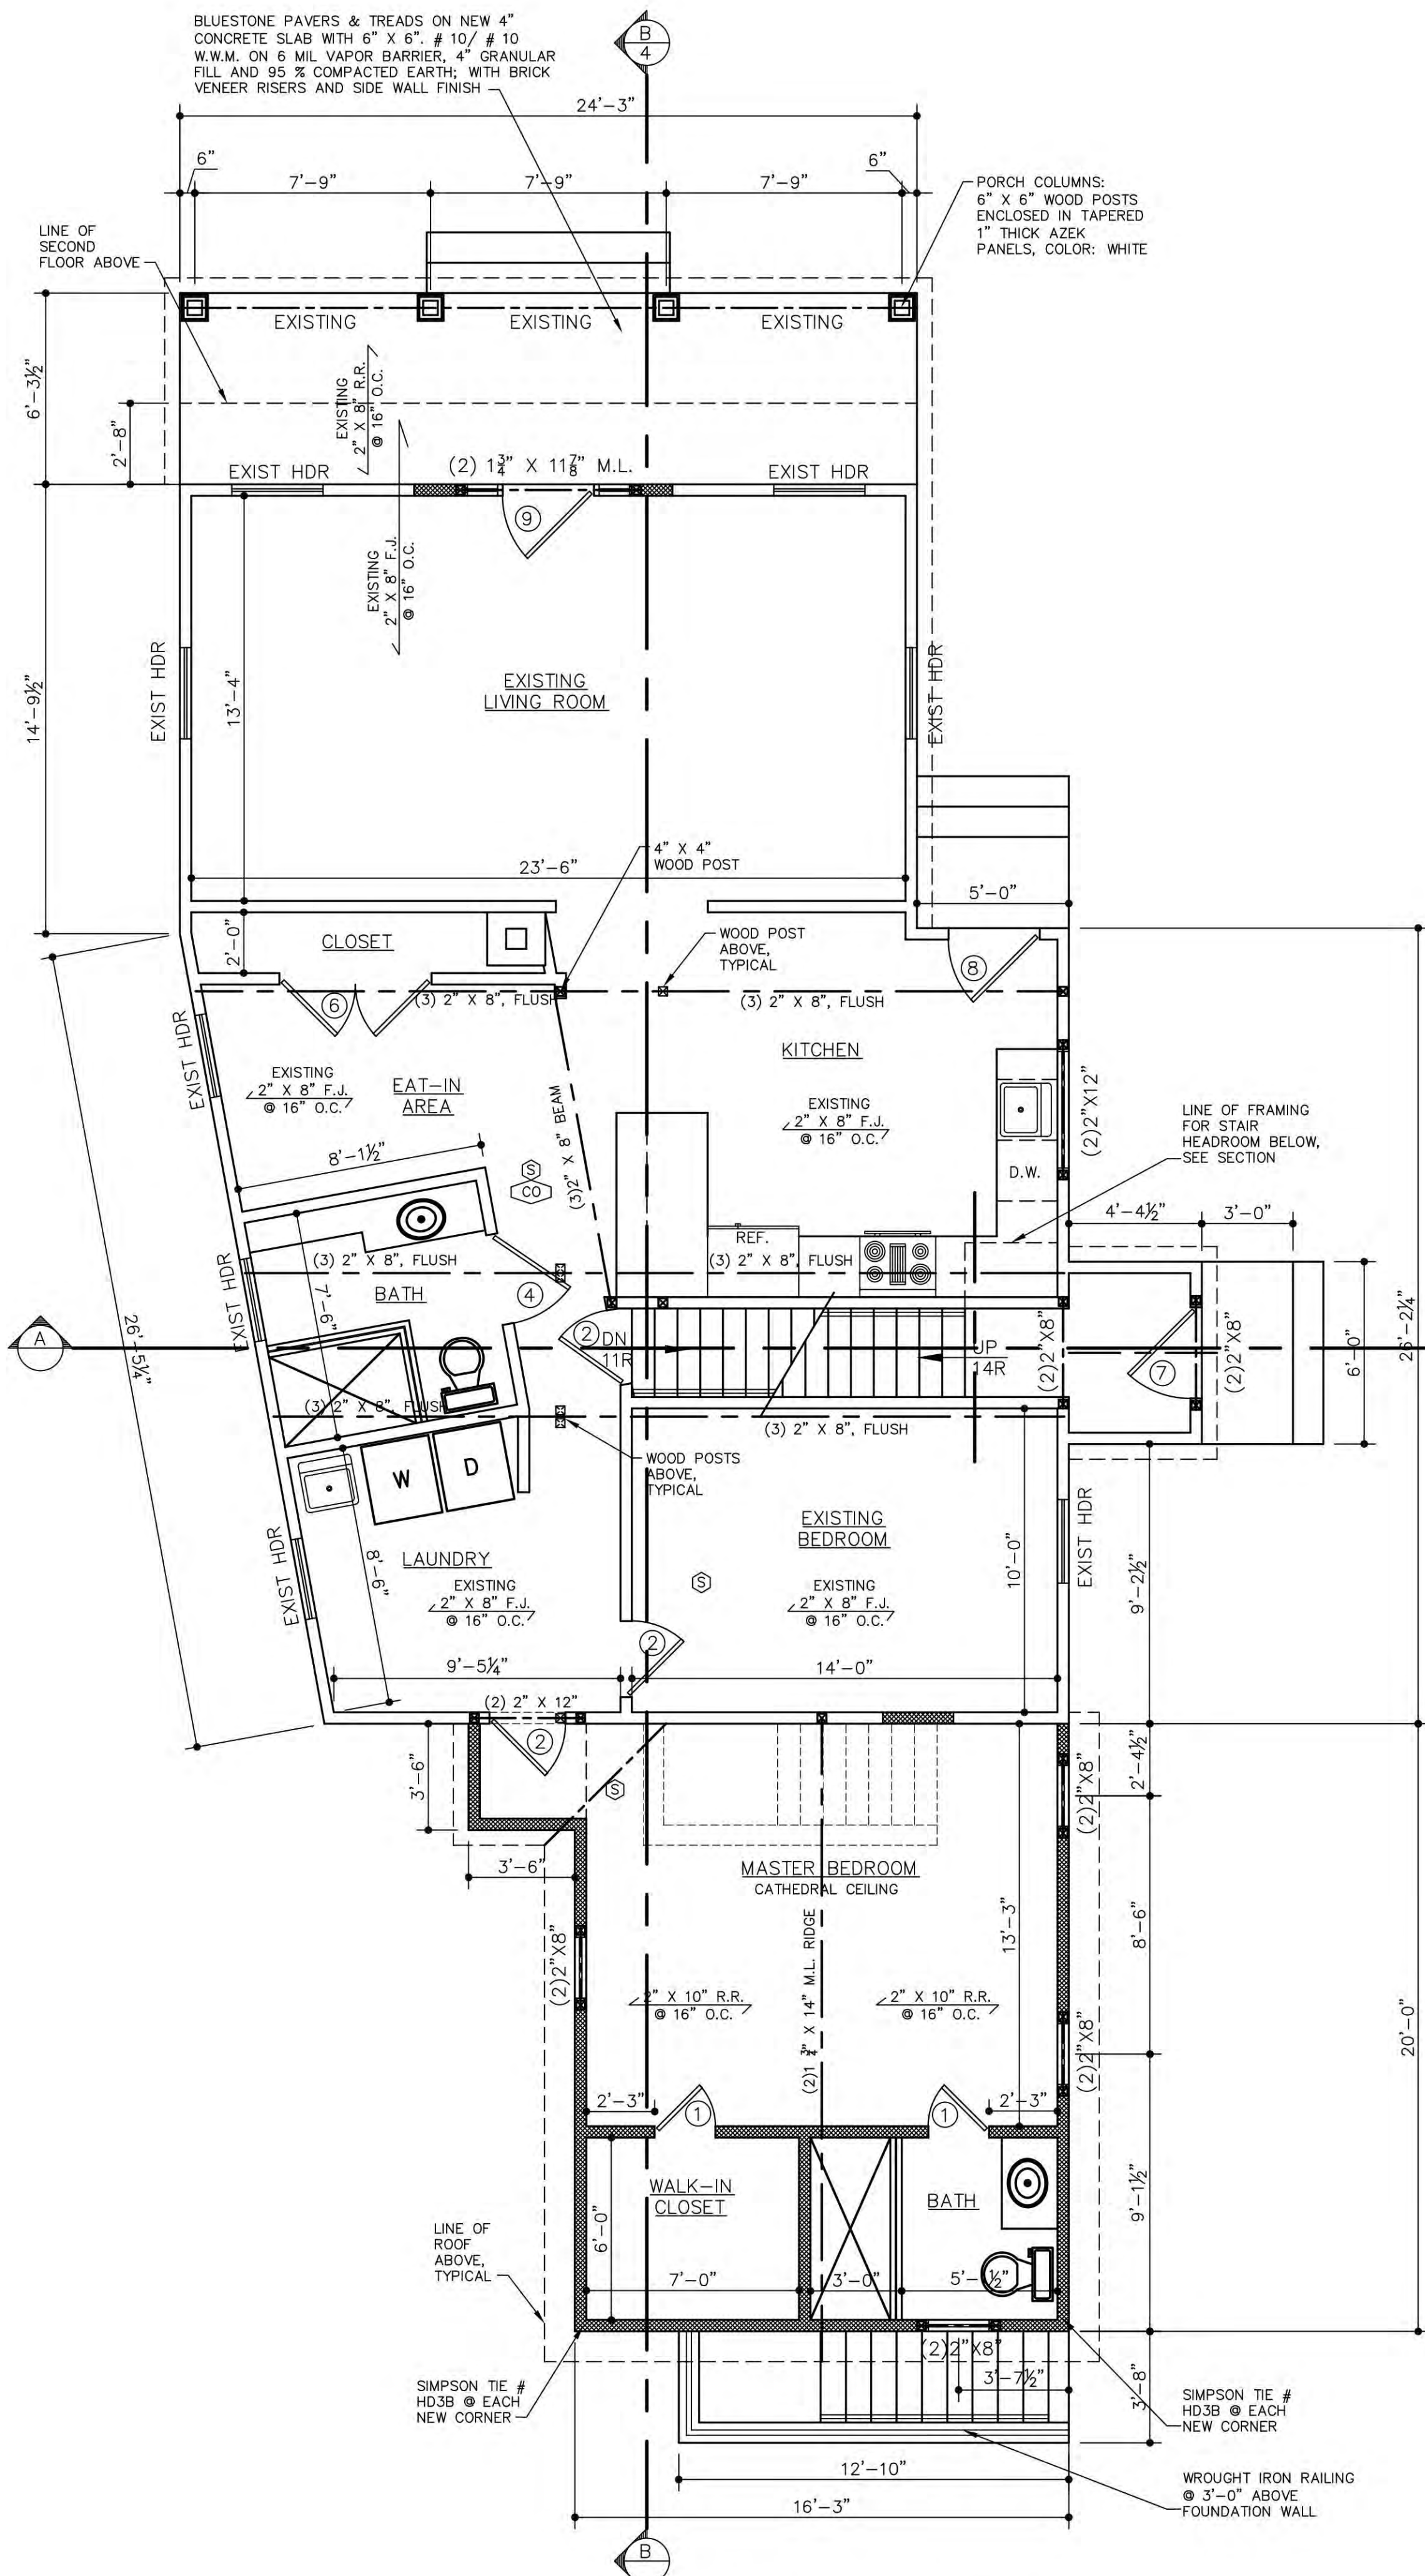 BLUESTONE PAVERS & TREADS ON NEW 4"
CONCRETE SLAB WITH 6" X 6". # 10/ # 10
W.W.M. ON 6 MIL VAPOR BARRIER, 4" GRANULAR
FILL AND 95 % COMPACTED EARTH; WITH BRICK
VENEER RISERS AND SIDE WALL FINISH
B
4
24'-3"
6"
7'-9"
7'-9"
7'-9"
6"
PORCH COLUMNS:
6" X 6" WOOD POSTS
ENCLOSED IN TAPERED
1" THICK AZEK
PANELS, COLOR: WHITE
LINE OF
SECOND
FLOOR ABOVE
EXISTING
EXISTING
EXISTING
6'-3½"
2'-8"
EXISTING
2" X 8" R.R.
@ 16" O.C.
EXIST HDR
(2) 1¾" X 11⅞" M.L.
EXIST HDR
9
EXISTING
2" X 8" F.J.
@ 16" O.C.
14'-9½"
EXIST HDR
13'-4"
EXISTING
LIVING ROOM
EXIST HDR
4" X 4"
WOOD POST
23'-6"
5'-0"
2'-0"
CLOSET
WOOD POST
ABOVE,
TYPICAL
8
6
(3) 2" X 8", FLUSH
(3) 2" X 8", FLUSH
EXIST HDR
KITCHEN
EXISTING
2" X 8" F.J.
@ 16" O.C.
EAT-IN
AREA
(3)2" X 8" BEAM
EXISTING
2" X 8" F.J.
@ 16" O.C.
(2)2"X12"
LINE OF FRAMING
FOR STAIR
HEADROOM BELOW,
SEE SECTION
8'-1½"
S
CO
D.W.
4'-4½"
3'-0"
REF.
(3) 2" X 8", FLUSH
(3) 2" X 8", FLUSH
EXIST HDR
7'-6"
BATH
4
26'-5¼"
A
2
DN
11R
UP
14R
(2)2"X8"
7
(2)2"X8"
6'-0"
26'-2¼"
(3) 2" X 8", FLUSH
(3) 2" X 8", FLUSH
W
D
WOOD POSTS
ABOVE,
TYPICAL
EXIST HDR
8'-6"
LAUNDRY
EXISTING
2" X 8" F.J.
@ 16" O.C.
S
EXISTING
BEDROOM
EXISTING
2" X 8" F.J.
@ 16" O.C.
10'-0"
EXIST HDR
9'-2½"
2
9'-5¼"
14'-0"
(2) 2" X 12"
2
3'-6"
S
(2)2"X8"
2'-4½"
3'-6"
MASTER BEDROOM
CATHEDRAL CEILING
13'-3"
8'-6"
(2)2"X8"
(2)1 ¾" X 14" M.L. RIDGE
2" X 10" R.R.
@ 16" O.C.
2" X 10" R.R.
@ 16" O.C.
(2)2"X8"
20'-0"
2'-3"
1
1
2'-3"
WALK-IN
CLOSET
BATH
6'-0"
9'-1½"
LINE OF
ROOF
ABOVE,
TYPICAL
7'-0"
3'-0"
(2)2"X8"
3'-7½"
3'-8"
SIMPSON TIE #
HD3B @ EACH
NEW CORNER
SIMPSON TIE #
HD3B @ EACH
NEW CORNER
12'-10"
16'-3"
WROUGHT IRON RAILING
@ 3'-0" ABOVE
FOUNDATION WALL
B